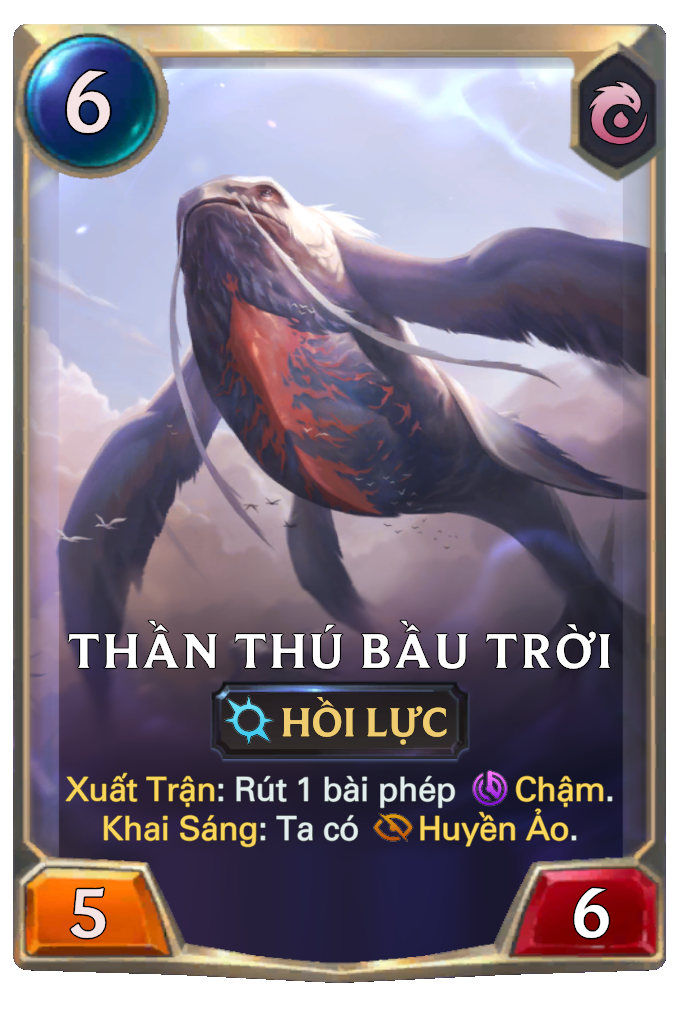 6
THẦN THÚ BẦU TRỜI
HỒI LỰC
Xuất Trận: Rút 1 bài phép Chậm.
Khai Sáng: Ta có Huyền Ảo.
5
6